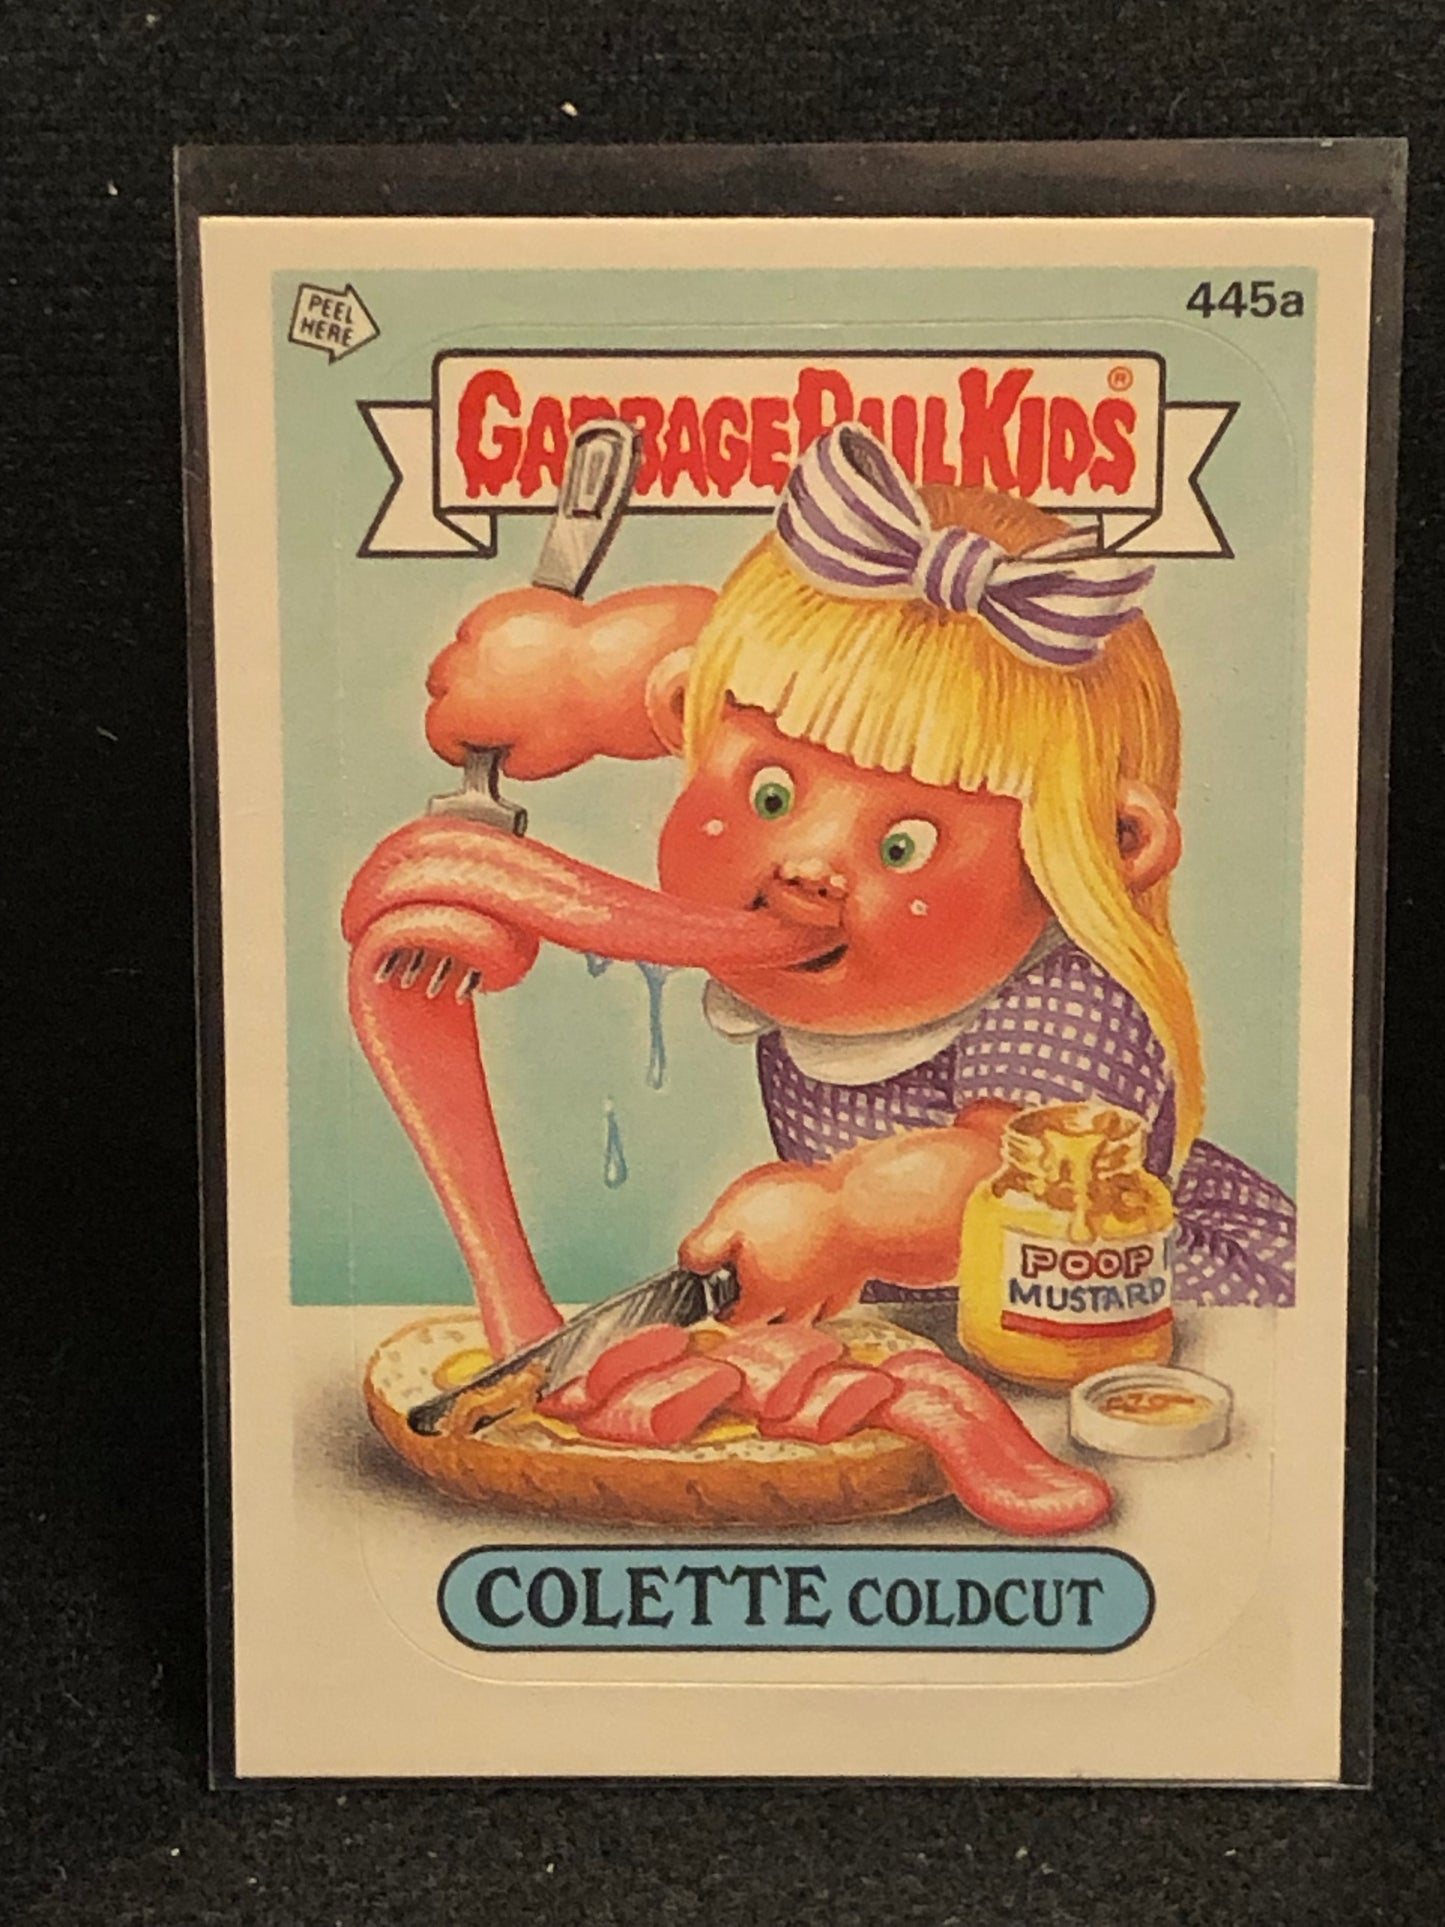 PEEL
HERE
445a
GARBAGE PAIL KIDS®
POOP
MUSTARD
COLETTE COLDCUT